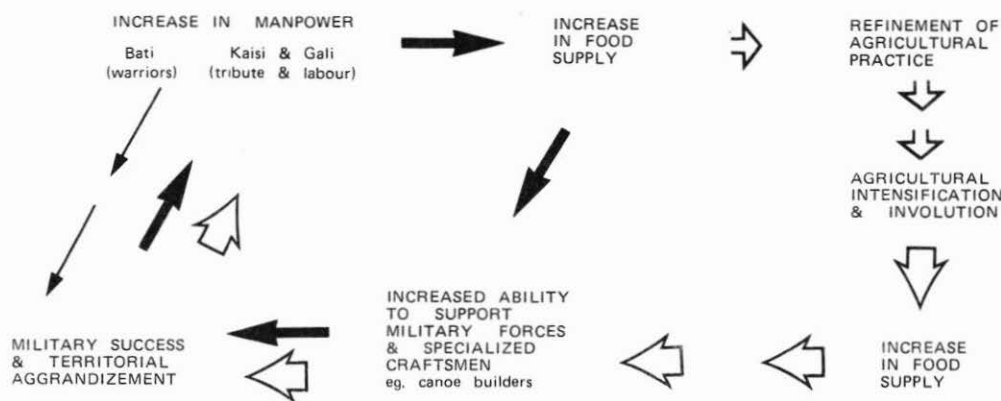 INCREASE IN MANPOWER
Bati
(warriors)
Kaisi & Gali
(tribute & labour)
INCREASE
IN FOOD
SUPPLY
REFINEMENT OF
AGRICULTURAL
PRACTICE
AGRICULTURAL
INTENSIFICATION
& INVOLUTION
INCREASE
IN FOOD
SUPPLY
INCREASED ABILITY
TO SUPPORT
MILITARY FORCES
& SPECIALIZED
CRAFTSMEN
eg. canoe builders
MILITARY SUCCESS
& TERRITORIAL
AGGRANDIZEMENT